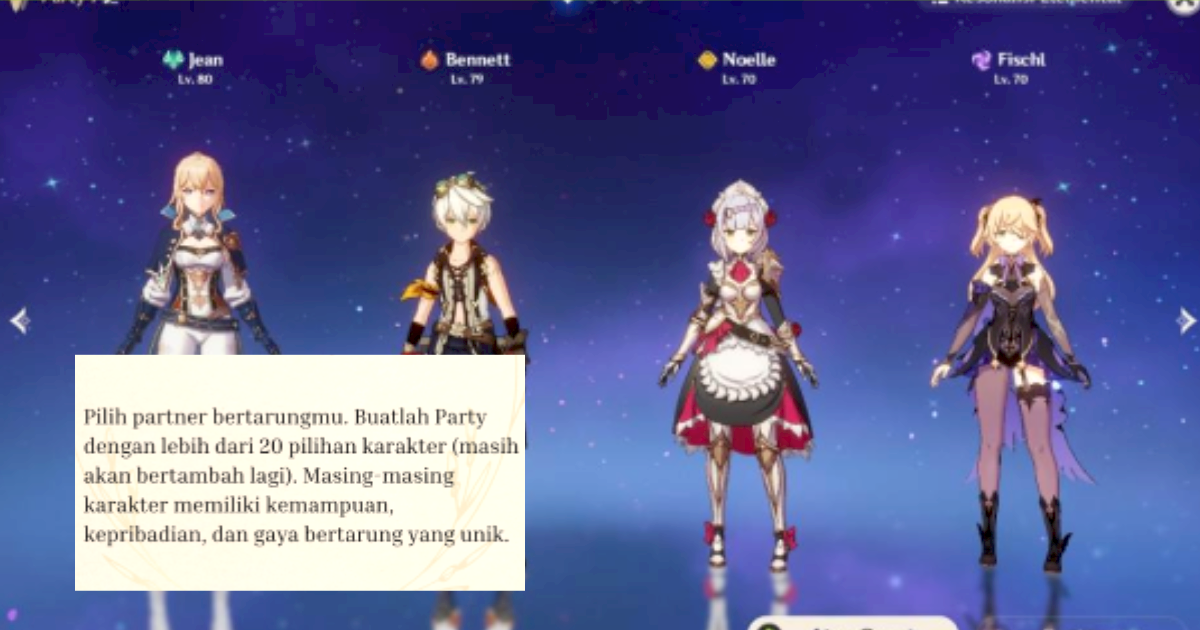 Jean
Lv. 80
Bennett
Lv. 79
Noelle
Lv. 70
Fischl
Lv. 70
Pilih partner bertarungmu. Buatlah Party
dengan lebih dari 20 pilihan karakter (masih
akan bertambah lagi). Masing-masing
karakter memiliki kemampuan,
kepribadian, dan gaya bertarung yang unik.